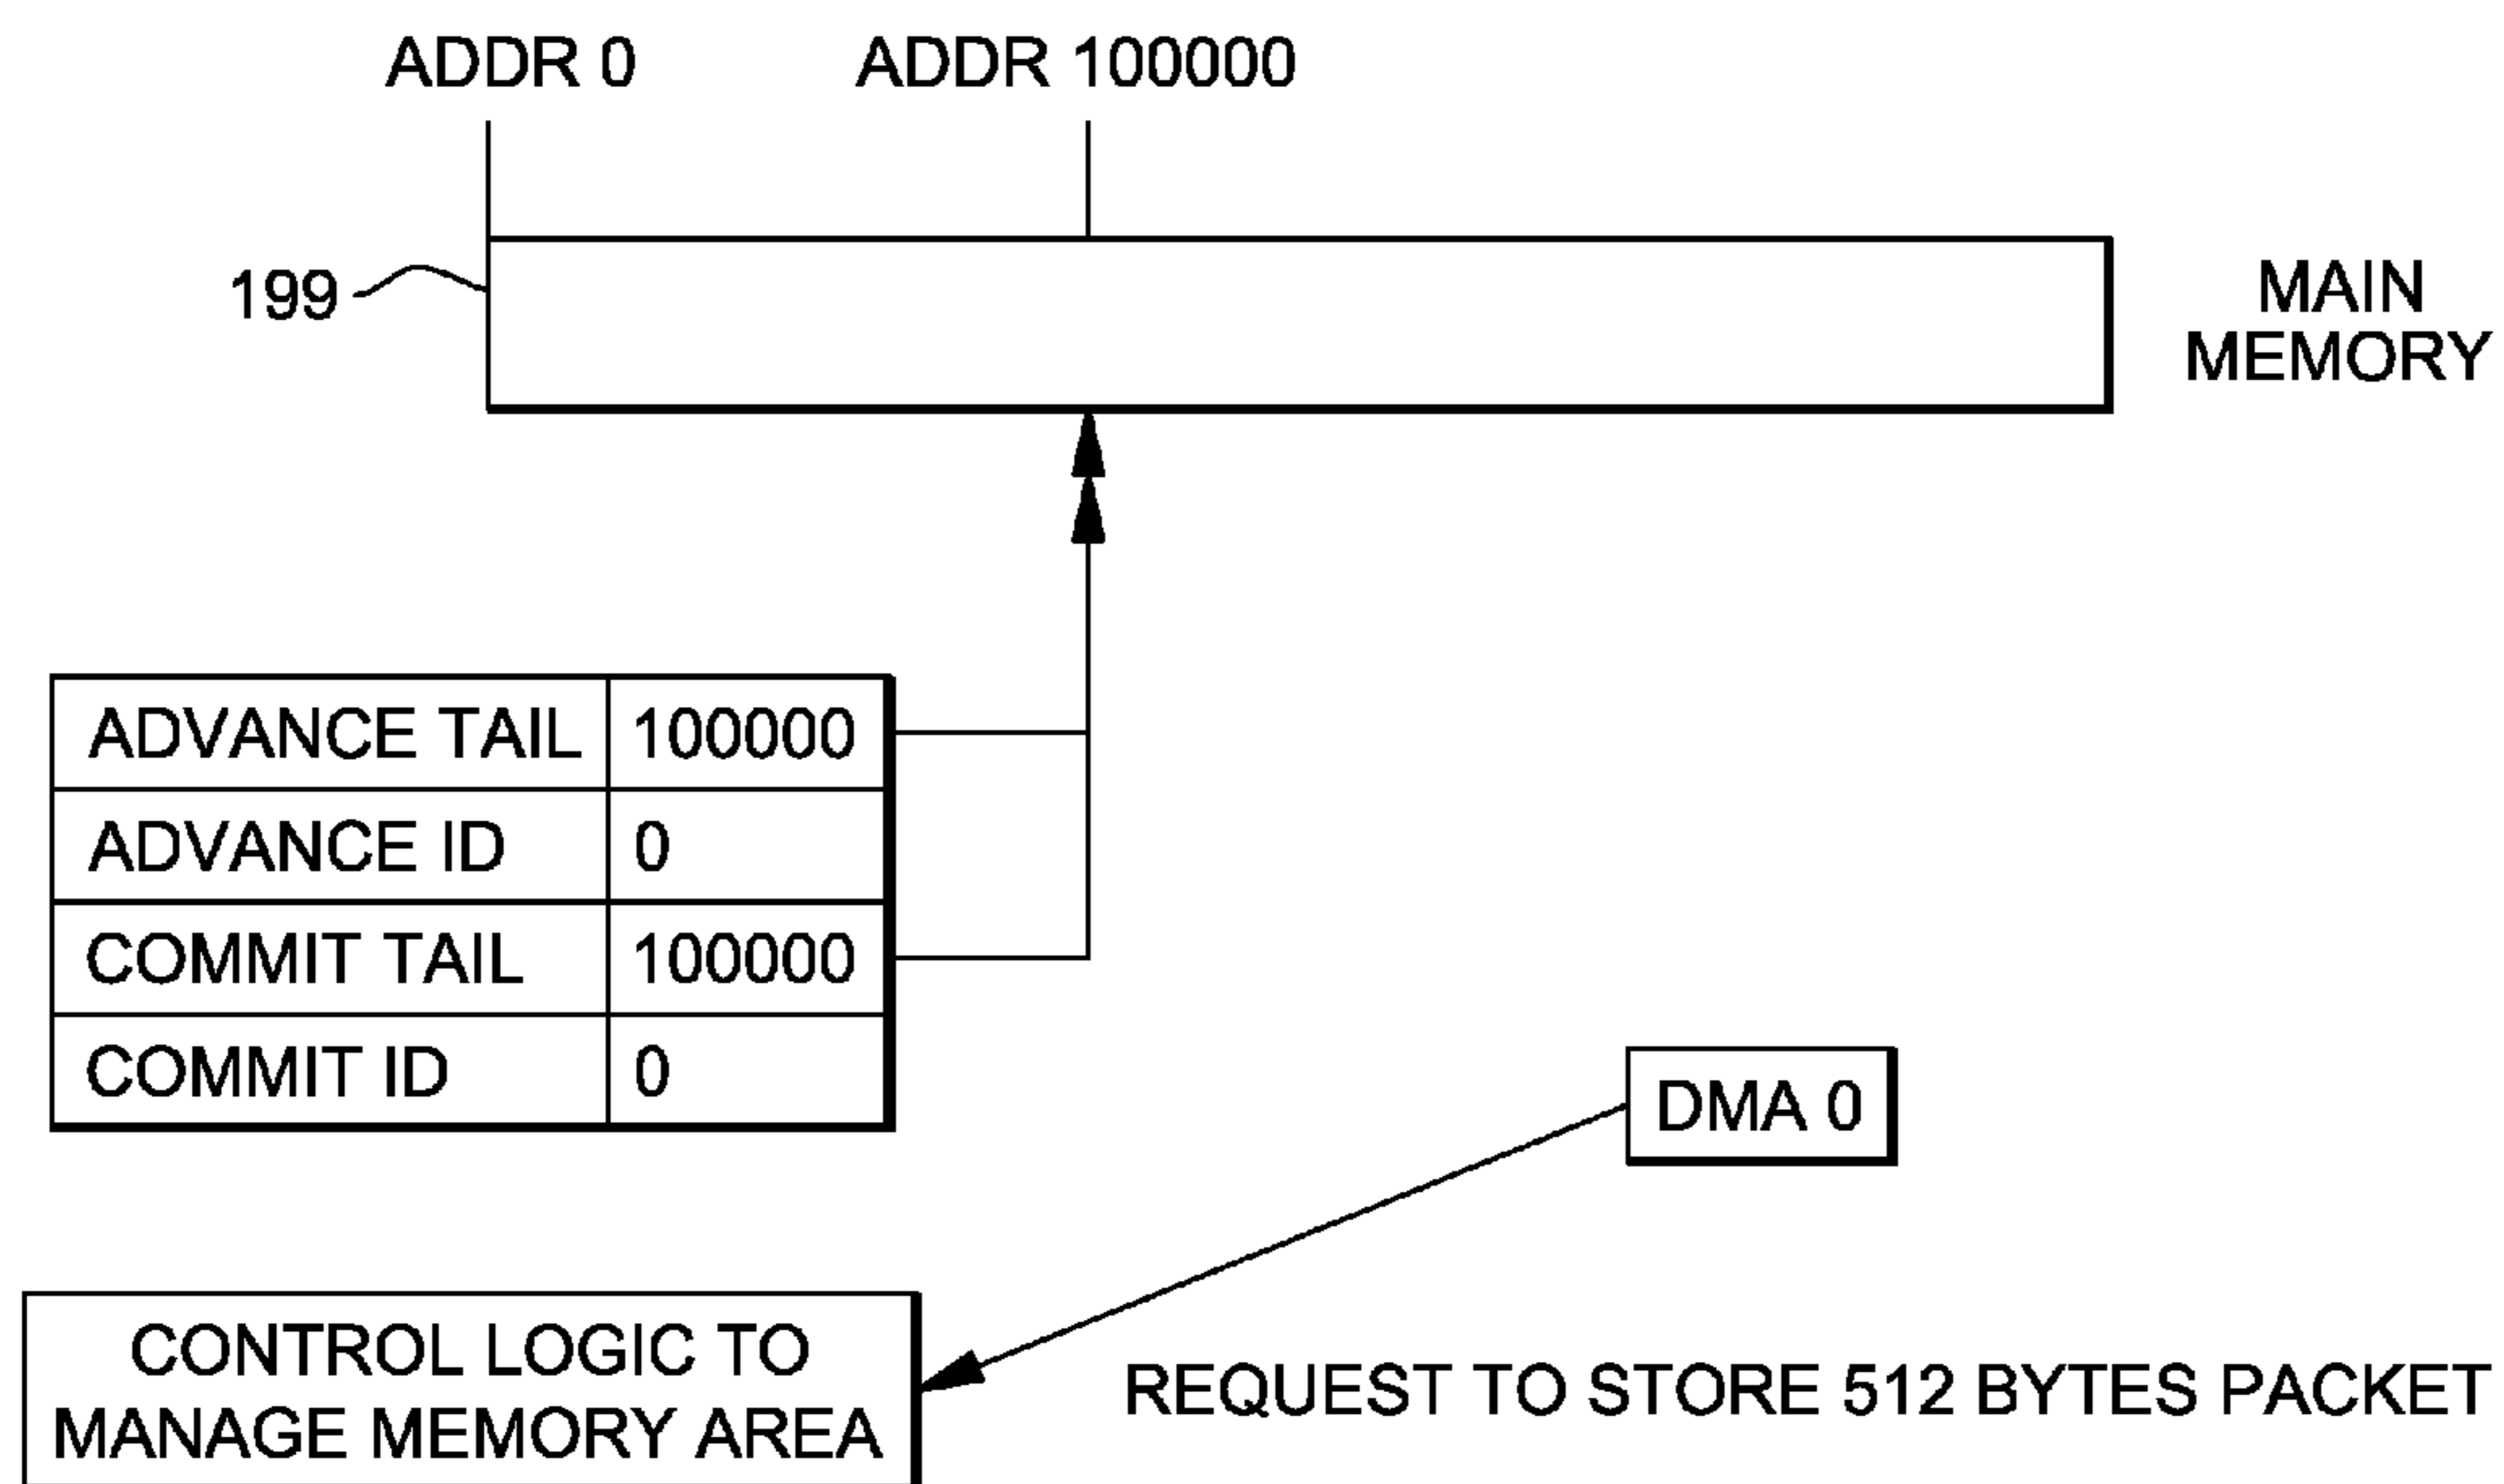 ADDR 0 ADDR 100000
199
MAIN
MEMORY
ADVANCE TAIL 100000
ADVANCE ID 0
COMMIT TAIL 100000
COMMIT ID 0
DMA 0
CONTROL LOGIC TO
MANAGE MEMORY AREA
REQUEST TO STORE 512 BYTES PACKET